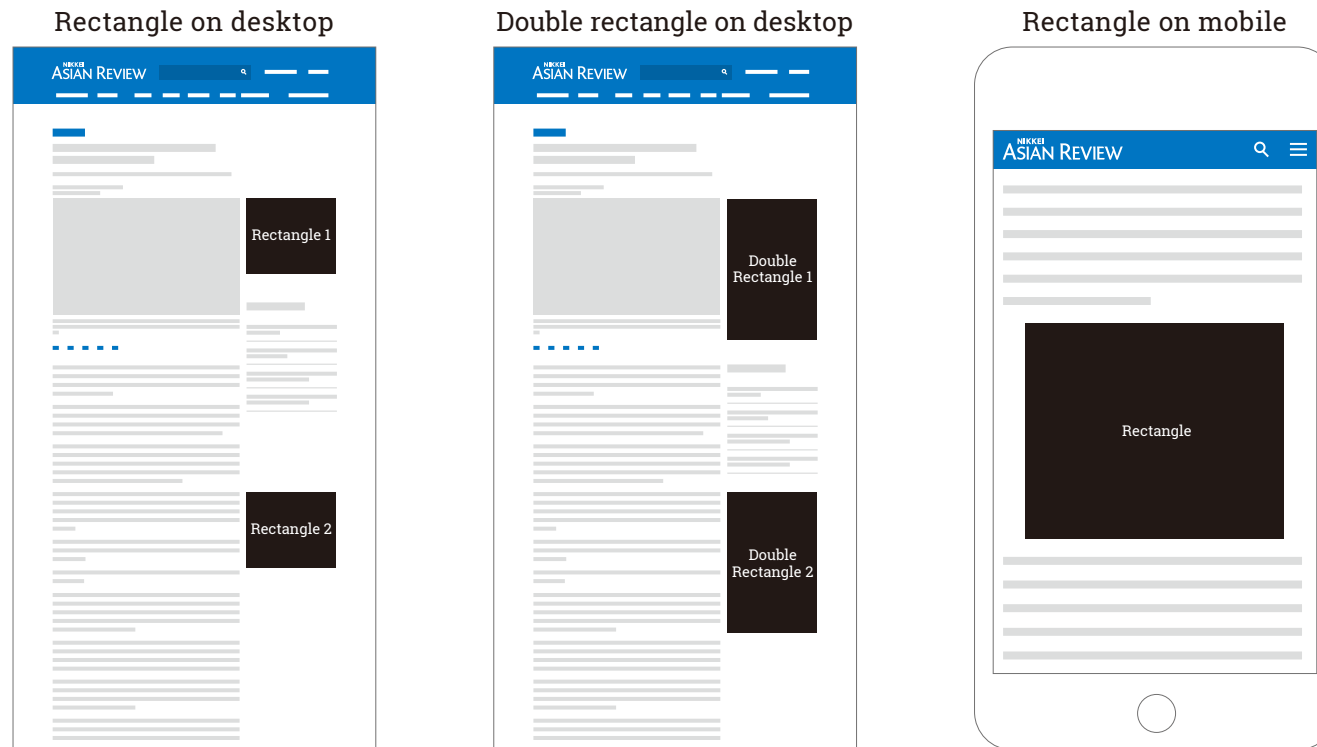 Rectangle on desktop
Double rectangle on desktop
Rectangle on mobile
NIKKEI
ASIAN REVIEW
Rectangle 1
Rectangle 2
NIKKEI
ASIAN REVIEW
Double
Rectangle 1
Double
Rectangle 2
NIKKEI
ASIAN REVIEW
Rectangle